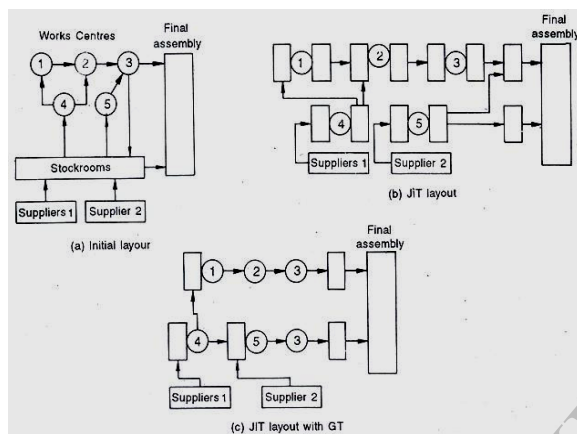 Works Centres
Final
assembly
1
2
3
4
5
Stockrooms
Suppliers 1
Supplier 2
(a) Initial layour
Final
assembly
1
2
3
4
5
Suppliers 1
Supplier 2
(b) JIT layout
Final
assembly
1
2
3
4
5
3
Suppliers 1
Supplier 2
(c) JIT layout with GT